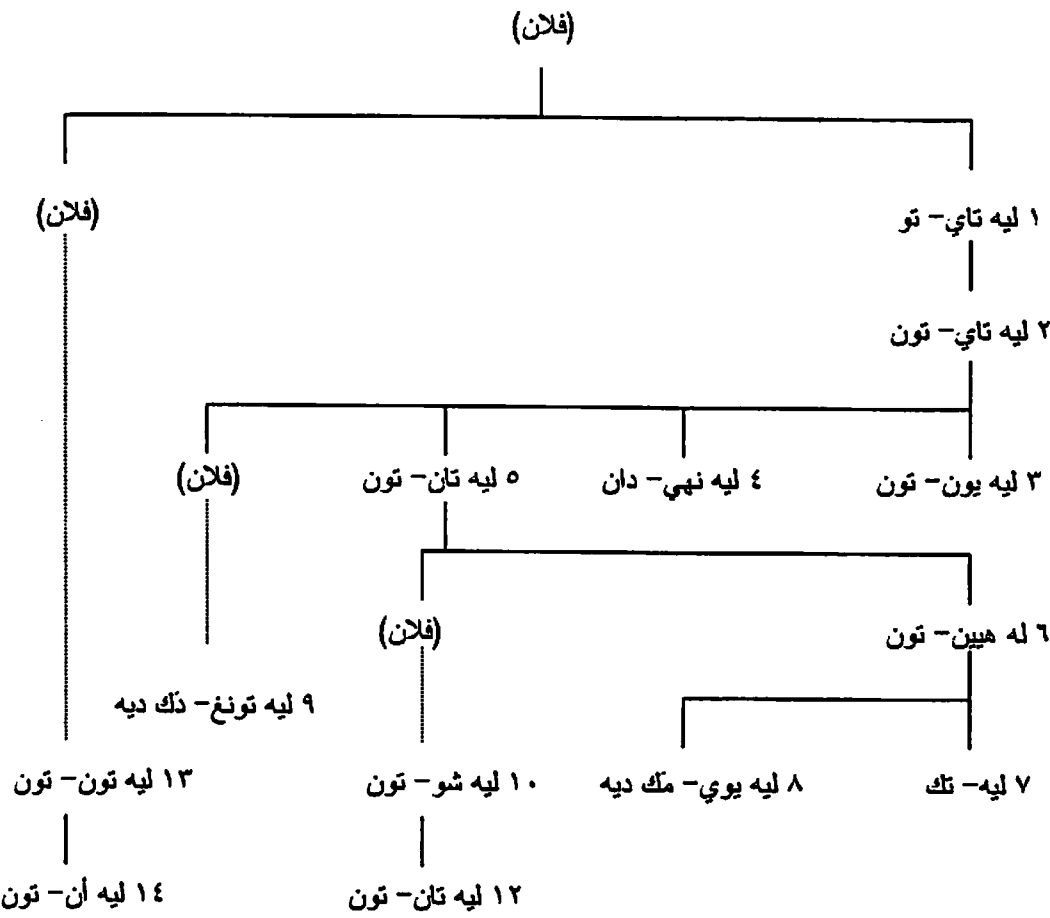 (فلان)
١ ليه تاي- تو
(فلان)
٢ ليه تاي- تون
٣ ليه يون- تون
٤ ليه نهي- دان
٥ ليه تان- تون
(فلان)
٦ له هيين- تون
(فلان)
٩ ليه تونغ- دك ديه
٧ ليه- تك
٨ ليه يوي- مك ديه
١٠ ليه شو- تون
١٣ ليه تون- تون
١٢ ليه تان- تون
١٤ ليه أن- تون